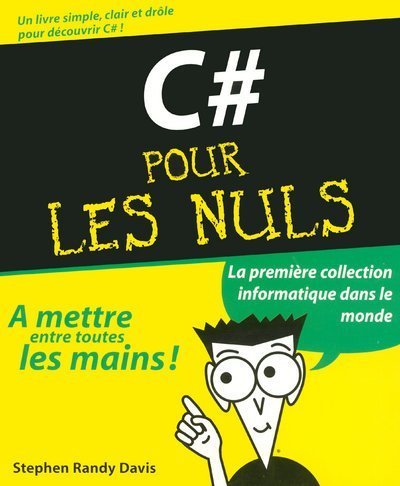 Un livre simple, clair et drôle
pour découvrir C# !
C#
POUR
LES NULS
La première collection
informatique dans le
monde
A mettre
entre toutes
les mains !
Stephen Randy Davis